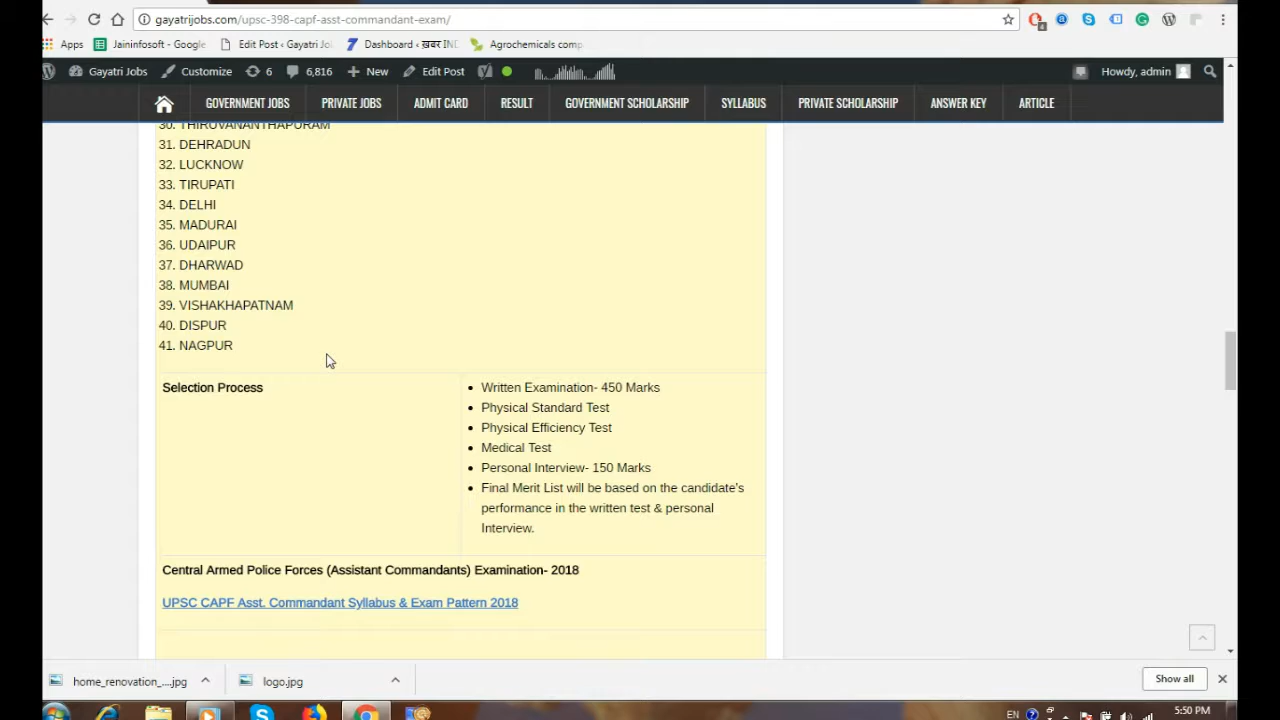 gayatrijobs.com/upsc-398-capf-asst-commandant-exam/
Apps Jaininfosoft - Google Edit Post ‹ Gayatri Jo Dashboard ‹ ख़बर IND Agrochemicals comp
Gayatri Jobs Customize 6 6,816 New Edit Post Howdy, admin
GOVERNMENT JOBS PRIVATE JOBS ADMIT CARD RESULT GOVERNMENT SCHOLARSHIP SYLLABUS PRIVATE SCHOLARSHIP ANSWER KEY ARTICLE
30. THIRUVANANTHAPURAM
31. DEHRADUN
32. LUCKNOW
33. TIRUPATI
34. DELHI
35. MADURAI
36. UDAIPUR
37. DHARWAD
38. MUMBAI
39. VISHAKHAPATNAM
40. DISPUR
41. NAGPUR
Selection Process
Written Examination- 450 Marks
Physical Standard Test
Physical Efficiency Test
Medical Test
Personal Interview- 150 Marks
Final Merit List will be based on the candidate's
performance in the written test & personal
Interview.
Central Armed Police Forces (Assistant Commandants) Examination- 2018
UPSC CAPF Asst. Commandant Syllabus & Exam Pattern 2018
home_renovation_....jpg logo.jpg Show all
EN 5:50 PM